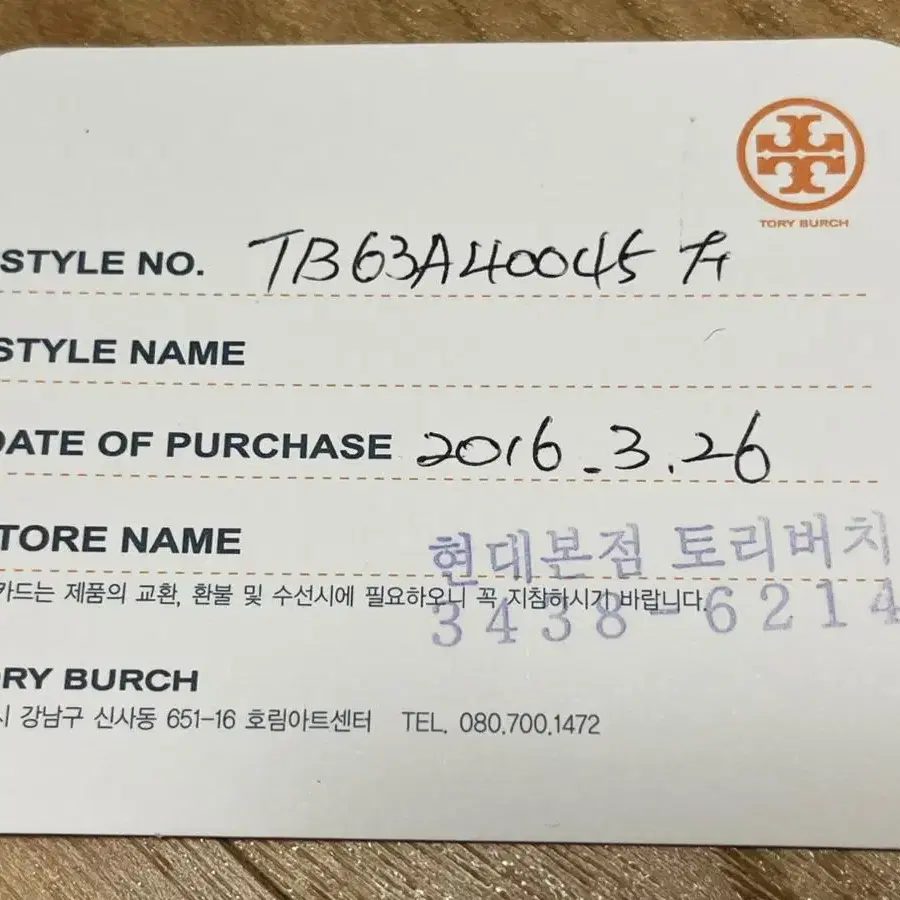 TORY BURCH
STYLE NO. TB63A40045
STYLE NAME
DATE OF PURCHASE 2016.3.26
STORE NAME 현대본점 토리버치
카드는 제품의 교환, 환불 및 수선시에 필요하오니 꼭 지참하시기 바랍니다.
3438-6214
TORY BURCH
시 강남구 신사동 651-16 호림아트센터 TEL. 080.700.1472